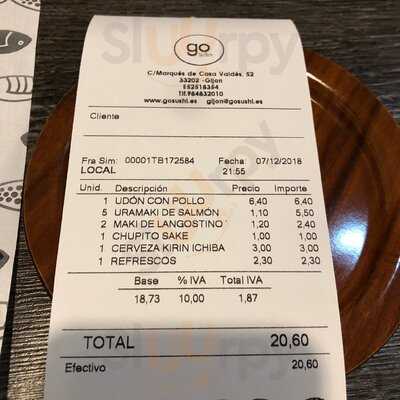 go
C/Marqués de Casa Valdés, 52
33202 -Gijon
E52518354
Tlf.984832010
www.gosushi.es gijon@gosushi.es
Cliente
Fra Sim: 00001TB172584 Fecha: 07/12/2018
LOCAL 21:55
Unid. Descripción Precio Importe
1 UDÓN CON POLLO 6,40 6,40
5 URAMAKI DE SALMÓN 1,10 5,50
2 MAKI DE LANGOSTINO 1,20 2,40
1 CHUPITO SAKE 1,00 1,00
1 CERVEZA KIRIN ICHIBA 3,00 3,00
1 REFRESCOS 2,30 2,30
Base % IVA Total IVA
18,73 10,00 1,87
TOTAL 20,60
Efectivo 20,60